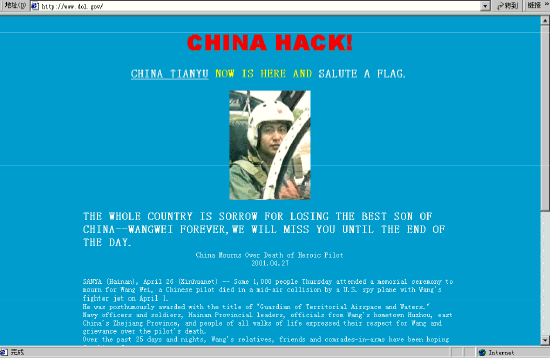 地址(D) http://www.dol.gov/ 转到 链接 »
CHINA HACK!
CHINA TIANYU NOW IS HERE AND SALUTE A FLAG.
THE WHOLE COUNTRY IS SORROW FOR LOSING THE BEST SON OF
CHINA--WANGWEI FOREVER,WE WILL MISS YOU UNTIL THE END OF
THE DAY.
China Mourns Over Death of Heroic Pilot
2001.04.27
SANYA (Hainan), April 26 (Xinhuanet) -- Some 1,000 people Thursday attended a memorial ceremony to
mourn for Wang Wei, a Chinese pilot died in a mid-air collision by a U.S. spy plane with Wang's
fighter jet on April 1.
He was posthumously awarded with the title of "Guardian of Territorial Airspace and Waters."
Navy officers and soldiers, Hainan Provincial leaders, officials from Wang's hometown Huzhou, east
China's Zhejiang Province, and people of all walks of life expressed their respect for Wang and
grievance over the pilot's death.
Over the past 25 days and nights, Wang's relatives, friends and comrades-in-arms have been hoping
完成 Internet